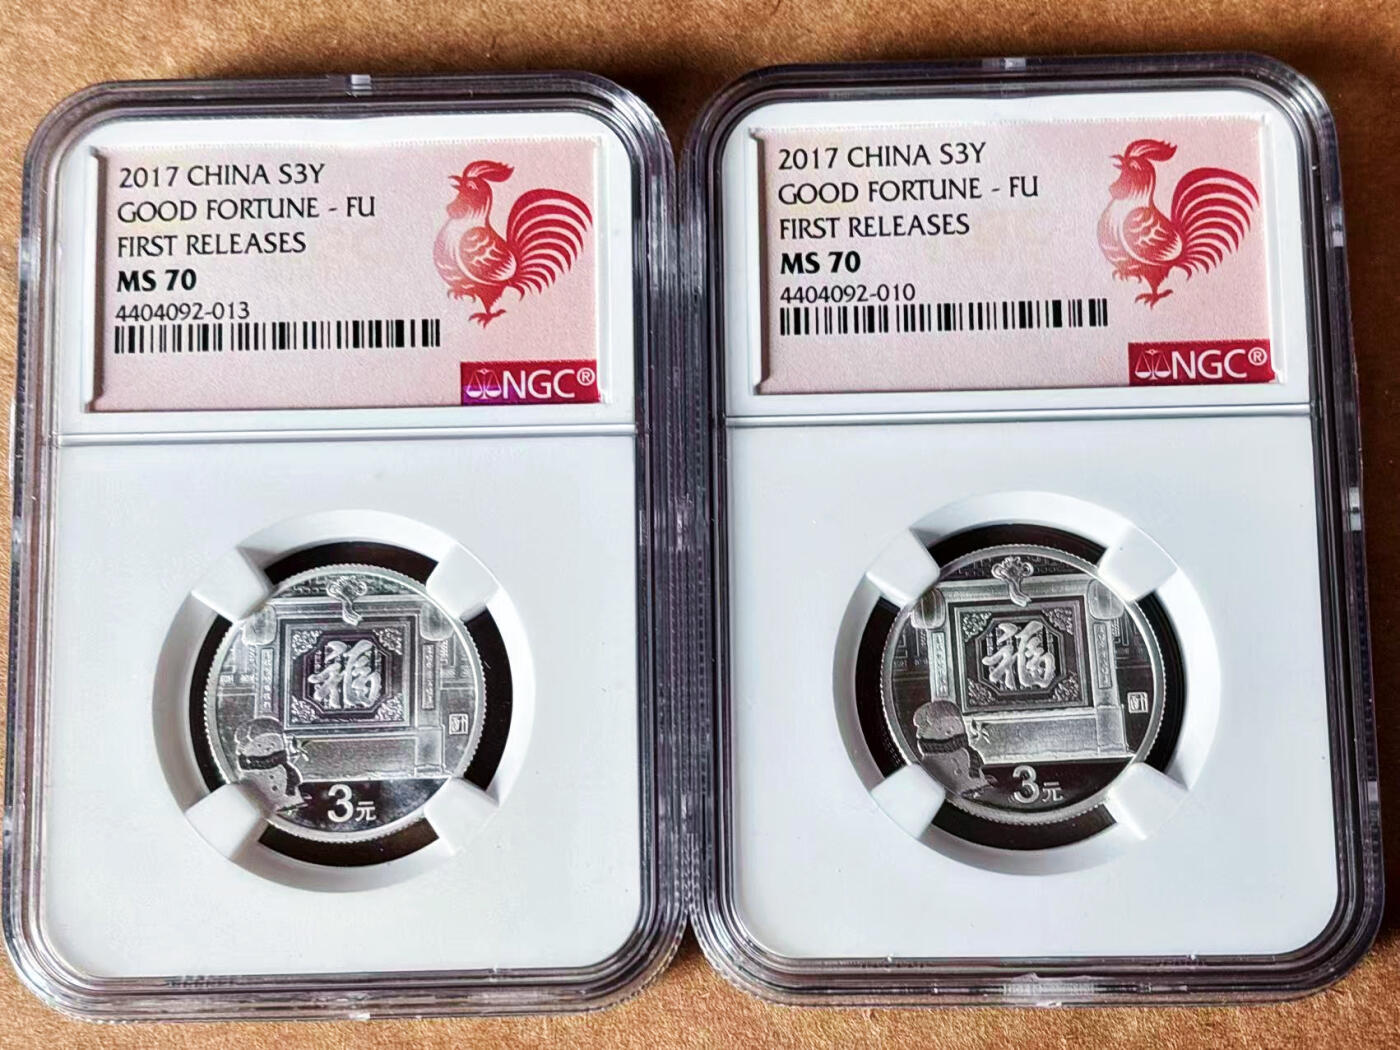 2017 CHINA S3Y
GOOD FORTUNE - FU
FIRST RELEASES
MS 70
4404092-013
NGC®
福
3元
2017 CHINA S3Y
GOOD FORTUNE - FU
FIRST RELEASES
MS 70
4404092-010
NGC®
福
3元